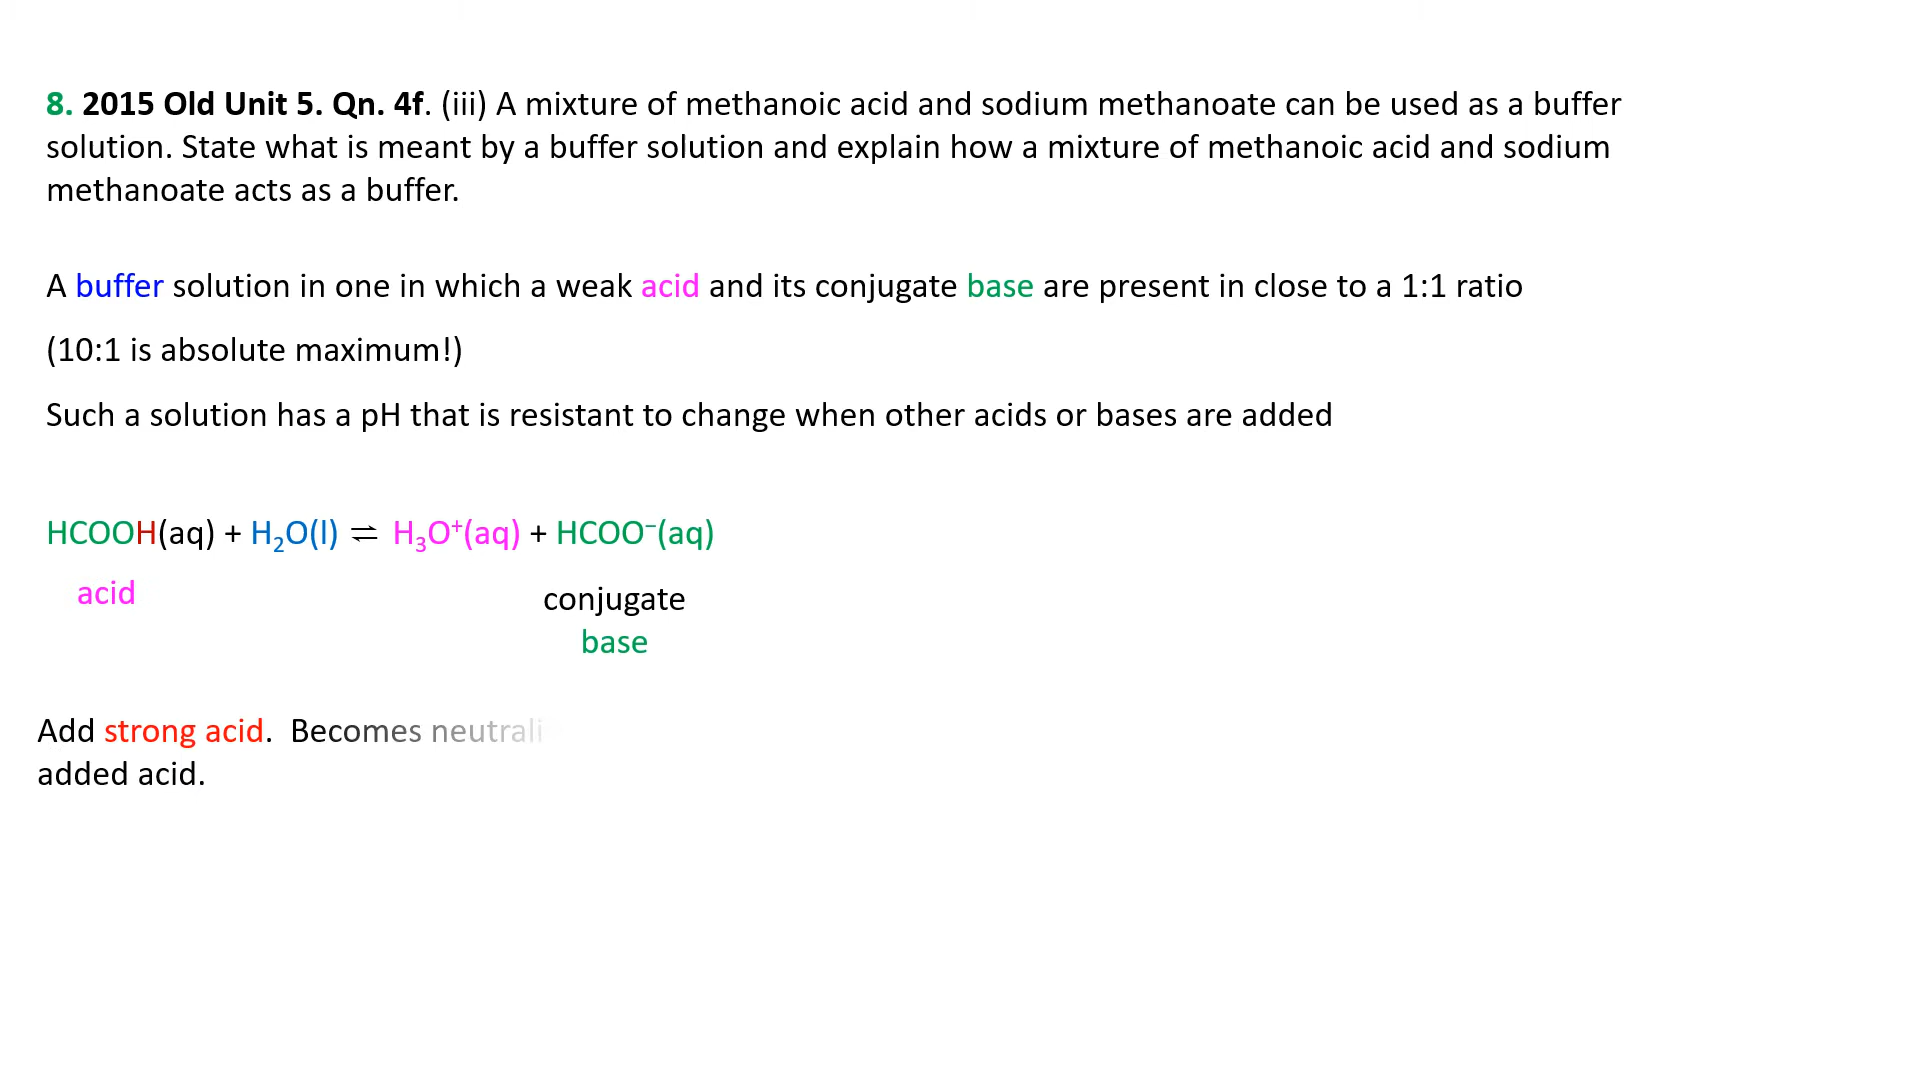 8. 2015 Old Unit 5. Qn. 4f. (iii) A mixture of methanoic acid and sodium methanoate can be used as a buffer
solution. State what is meant by a buffer solution and explain how a mixture of methanoic acid and sodium
methanoate acts as a buffer.
A buffer solution in one in which a weak acid and its conjugate base are present in close to a 1:1 ratio
(10:1 is absolute maximum!)
Such a solution has a pH that is resistant to change when other acids or bases are added
HCOOH(aq) + H₂O(l) ⇌ H₃O⁺(aq) + HCOO⁻(aq)
acid
conjugate
base
Add strong acid. Becomes neutrali
added acid.